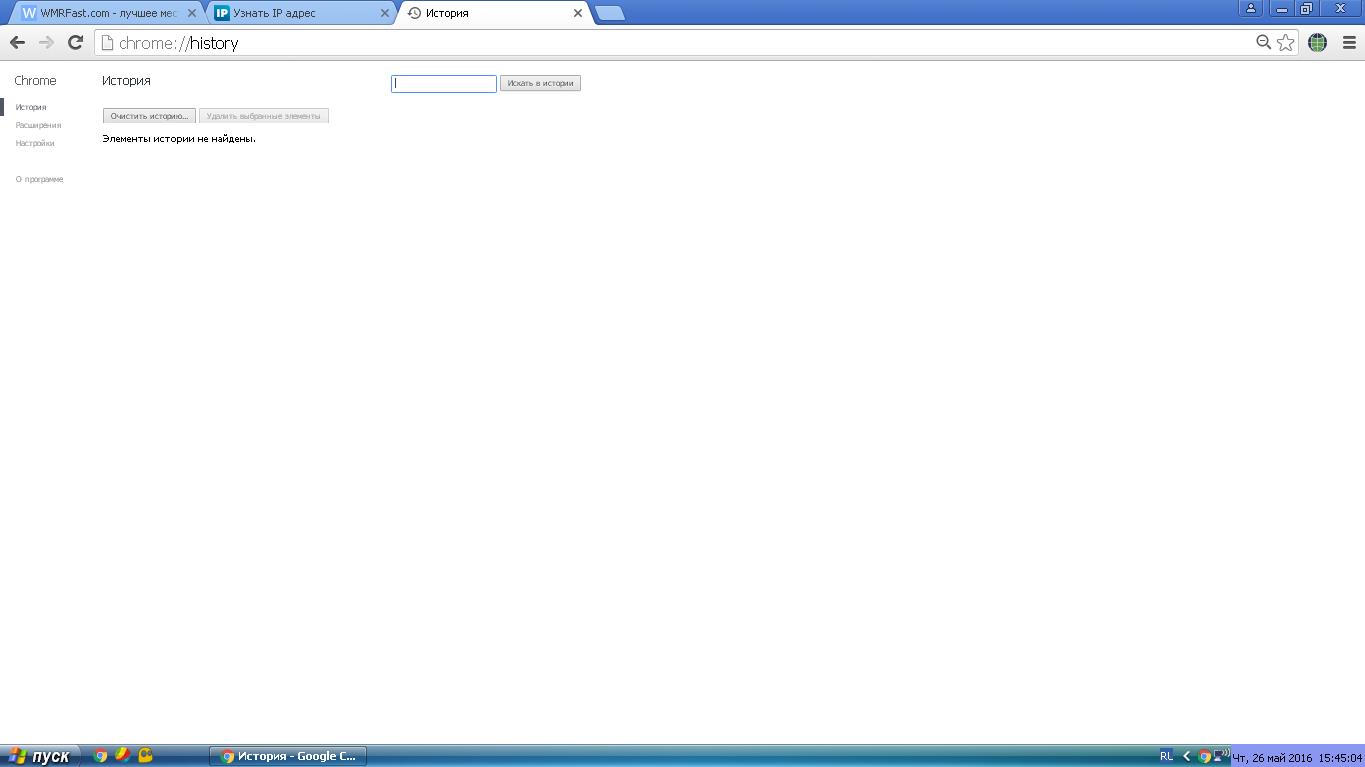 WMRFast.com - лучшее мес
IP Узнать IP адрес
История
chrome://history
Chrome
История
Искать в истории
История
Расширения
Настройки
О программе
Очистить историю...
Удалить выбранные элементы
Элементы истории не найдены.
пуск
История - Google C...
RL
Чт, 26 май 2016 15:45:04